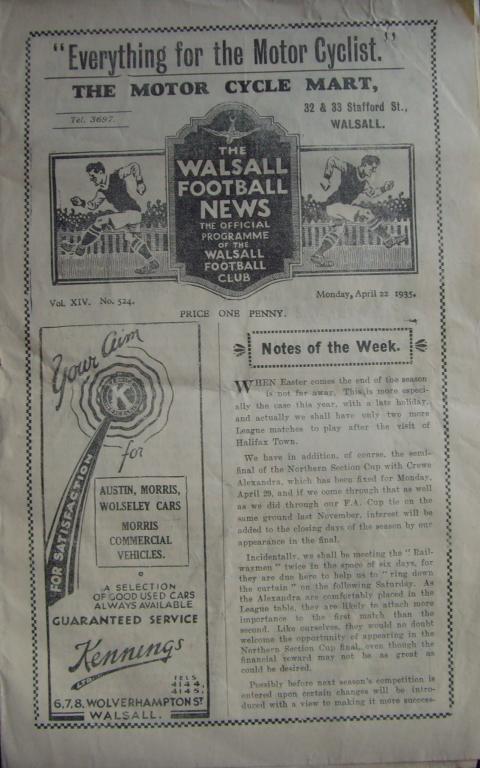 "Everything for the Motor Cyclist."
THE MOTOR CYCLE MART,
Tel. 3697.
32 & 33 Stafford St.,
WALSALL.
THE
WALSALL
FOOTBALL
NEWS
THE OFFICIAL
PROGRAMME
OF THE
WALSALL
FOOTBALL
CLUB
Vol. XIV. No. 524.
Monday, April 22 1935.
PRICE ONE PENNY.
Your Aim
K
for
FOR SATISFACTION
AUSTIN, MORRIS,
WOLSELEY CARS
MORRIS
COMMERCIAL
VEHICLES.
A SELECTION
OF GOOD USED CARS
ALWAYS AVAILABLE
GUARANTEED SERVICE
Kennings
LTD.
TELS
4144,
4145.
6,7,8, WOLVERHAMPTON ST
WALSALL.
Notes of the Week.
WHEN Easter comes the end of the season
is not far away. This is more especi-
ally the case this year, with a late holiday,
and actually we shall have only two more
League matches to play after the visit of
Halifax Town.
We have in addition, of course, the semi-
final of the Northern Section Cup with Crewe
Alexandra, which has been fixed for Monday,
April 29, and if we come through that as well
as we did through our F.A. Cup tie on the
same ground last November, interest will be
added to the closing days of the season by our
appearance in the final.
Incidentally, we shall be meeting the "Rail-
waymen" twice in the space of six days, for
they are due here to help us to "ring down
the curtain" on the following Saturday. As
the Alexandra are comfortably placed in the
League table, they are likely to attach more
importance to the first match than the
second. Like ourselves, they would no doubt
welcome the opportunity of appearing in the
Northern Section Cup final, even though the
financial reward may not be as great as
could be desired.
Possibly before next season's competition is
entered upon certain changes will be intro-
duced with a view to making it more success-